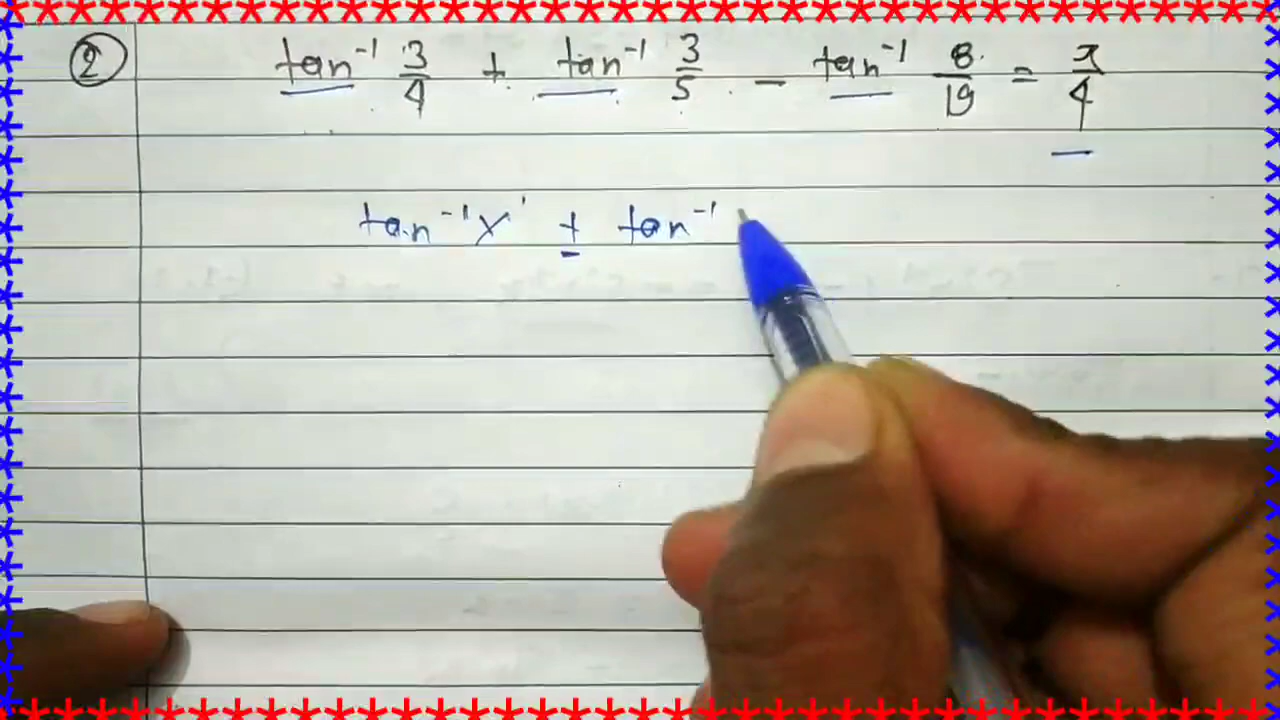 ② tan⁻¹ 3/4 + tan⁻¹ 3/5 - tan⁻¹ 8/19 = π/4
tan⁻¹x + tan⁻¹